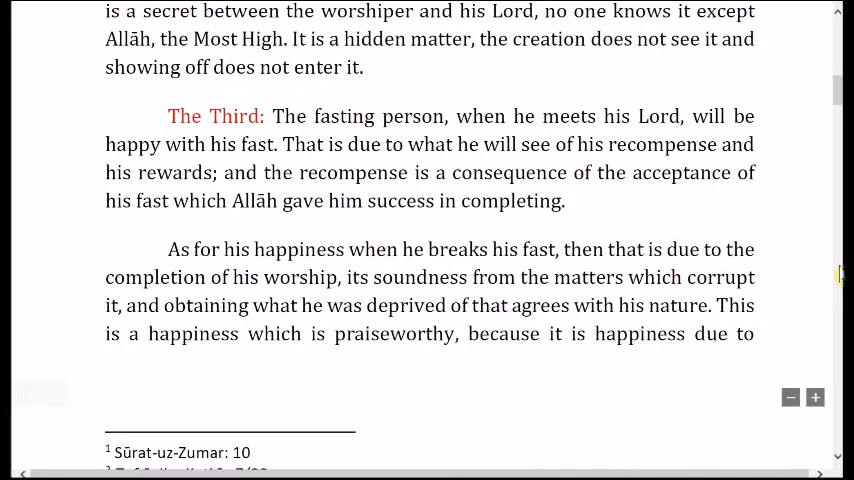 is a secret between the worshiper and his Lord, no one knows it except
Allāh, the Most High. It is a hidden matter, the creation does not see it and
showing off does not enter it.
The Third: The fasting person, when he meets his Lord, will be
happy with his fast. That is due to what he will see of his recompense and
his rewards; and the recompense is a consequence of the acceptance of
his fast which Allāh gave him success in completing.
As for his happiness when he breaks his fast, then that is due to the
completion of his worship, its soundness from the matters which corrupt
it, and obtaining what he was deprived of that agrees with his nature. This
is a happiness which is praiseworthy, because it is happiness due to
1 Sūrat-uz-Zumar: 10